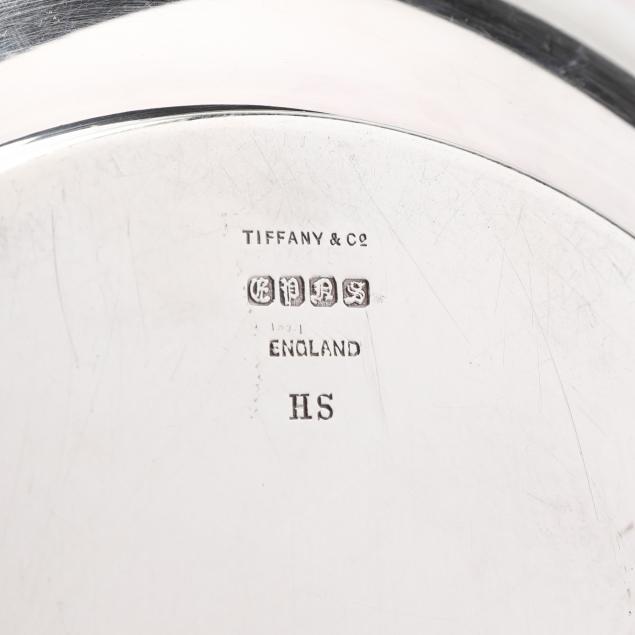 TIFFANY & Cº
E P N S
ENGLAND
HS